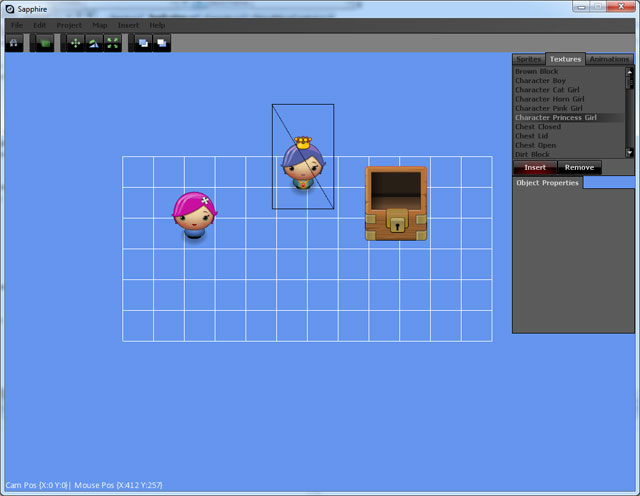 Sapphire
File Edit Project Map Insert Help
Sprites Textures Animations
Brown Block
Character Boy
Character Cat Girl
Character Horn Girl
Character Pink Girl
Character Princess Girl
Chest Closed
Chest Lid
Chest Open
Dirt Block
Insert Remove
Object Properties
Cam Pos {X:0 Y:0}| Mouse Pos {X:412 Y:257}